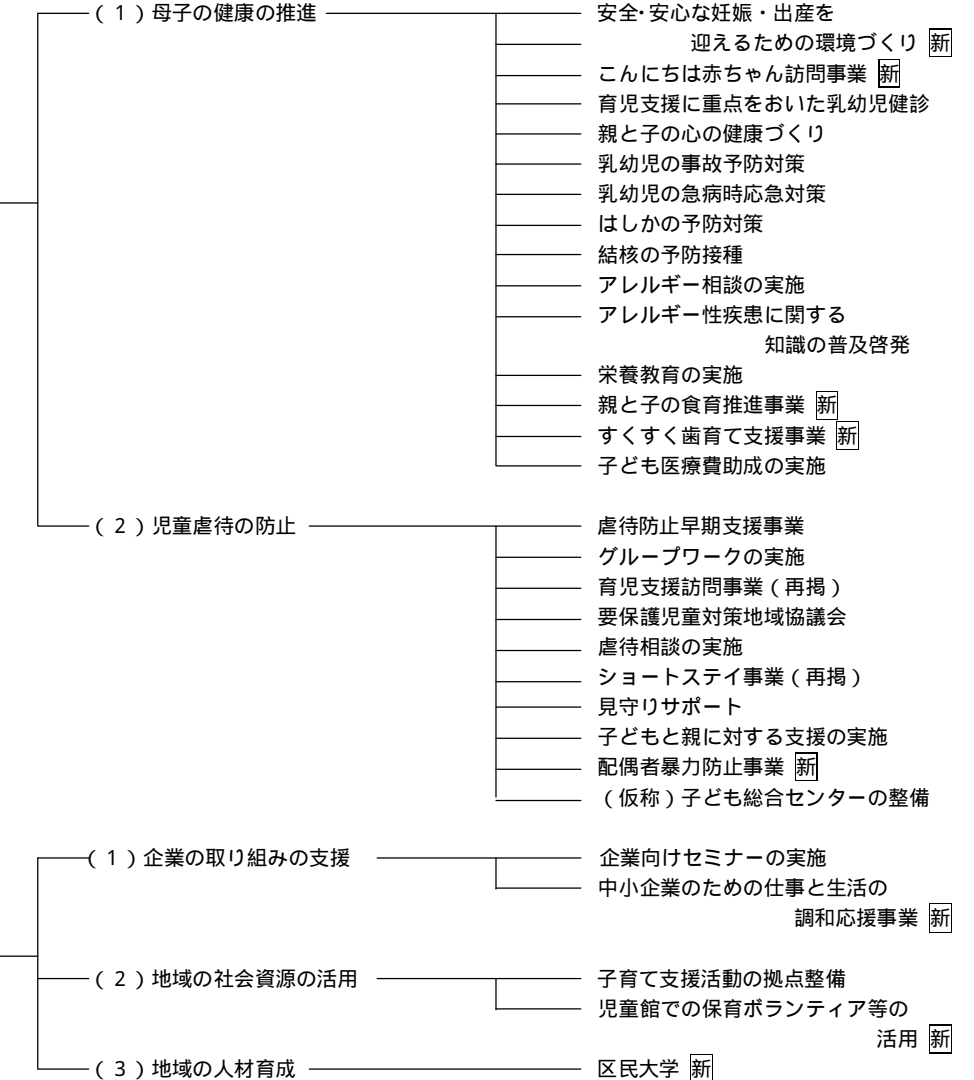 (1)母子の健康の推進
安全・安心な妊娠・出産を
迎えるための環境づくり 新
こんにちは赤ちゃん訪問事業 新
育児支援に重点をおいた乳幼児健診
親と子の心の健康づくり
乳幼児の事故予防対策
乳幼児の急病時応急対策
はしかの予防対策
結核の予防接種
アレルギー相談の実施
アレルギー性疾患に関する
知識の普及啓発
栄養教育の実施
親と子の食育推進事業 新
すくすく歯育て支援事業 新
子ども医療費助成の実施
(2)児童虐待の防止
虐待防止早期支援事業
グループワークの実施
育児支援訪問事業(再掲)
要保護児童対策地域協議会
虐待相談の実施
ショートステイ事業(再掲)
見守りサポート
子どもと親に対する支援の実施
配偶者暴力防止事業 新
(仮称)子ども総合センターの整備
(1)企業の取り組みの支援
企業向けセミナーの実施
中小企業のための仕事と生活の
調和応援事業 新
(2)地域の社会資源の活用
子育て支援活動の拠点整備
児童館での保育ボランティア等の
活用 新
(3)地域の人材育成
区民大学 新